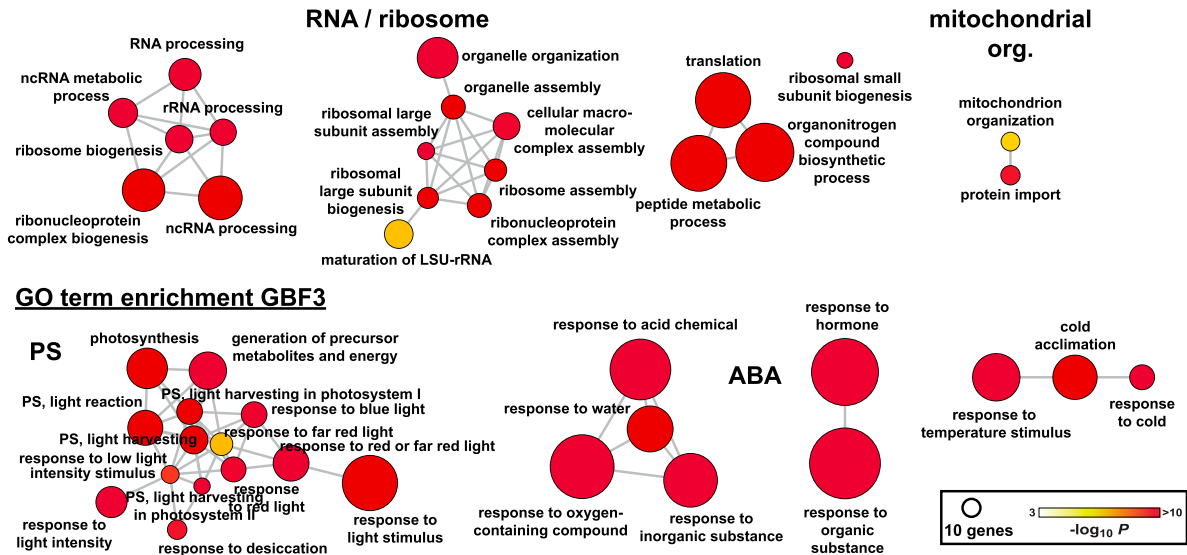 RNA / ribosome
mitochondrial
org.
RNA processing
ncRNA metabolic
process
rRNA processing
ribosome biogenesis
ribonucleoprotein
complex biogenesis
ncRNA processing
organelle organization
organelle assembly
ribosomal large
subunit assembly
cellular macro-
molecular
complex assembly
ribosomal
large subunit
biogenesis
ribosome assembly
ribonucleoprotein
complex assembly
maturation of LSU-rRNA
translation
ribosomal small
subunit biogenesis
organonitrogen
compound
biosynthetic
process
peptide metabolic
process
mitochondrion
organization
protein import
GO term enrichment GBF3
PS
photosynthesis
generation of precursor
metabolites and energy
PS, light harvesting in photosystem I
PS, light reaction
response to blue light
response to far red light
PS, light harvesting
response to red or far red light
response to low light
intensity stimulus
PS, light harvesting
in photosystem II
response
to red light
response to
light intensity
response to desiccation
response to
light stimulus
ABA
response to acid chemical
response to water
response to oxygen-
containing compound
response to
inorganic substance
response to
hormone
response to
organic
substance
cold
acclimation
response to
temperature stimulus
response
to cold
10 genes
3
>10
-log10 P